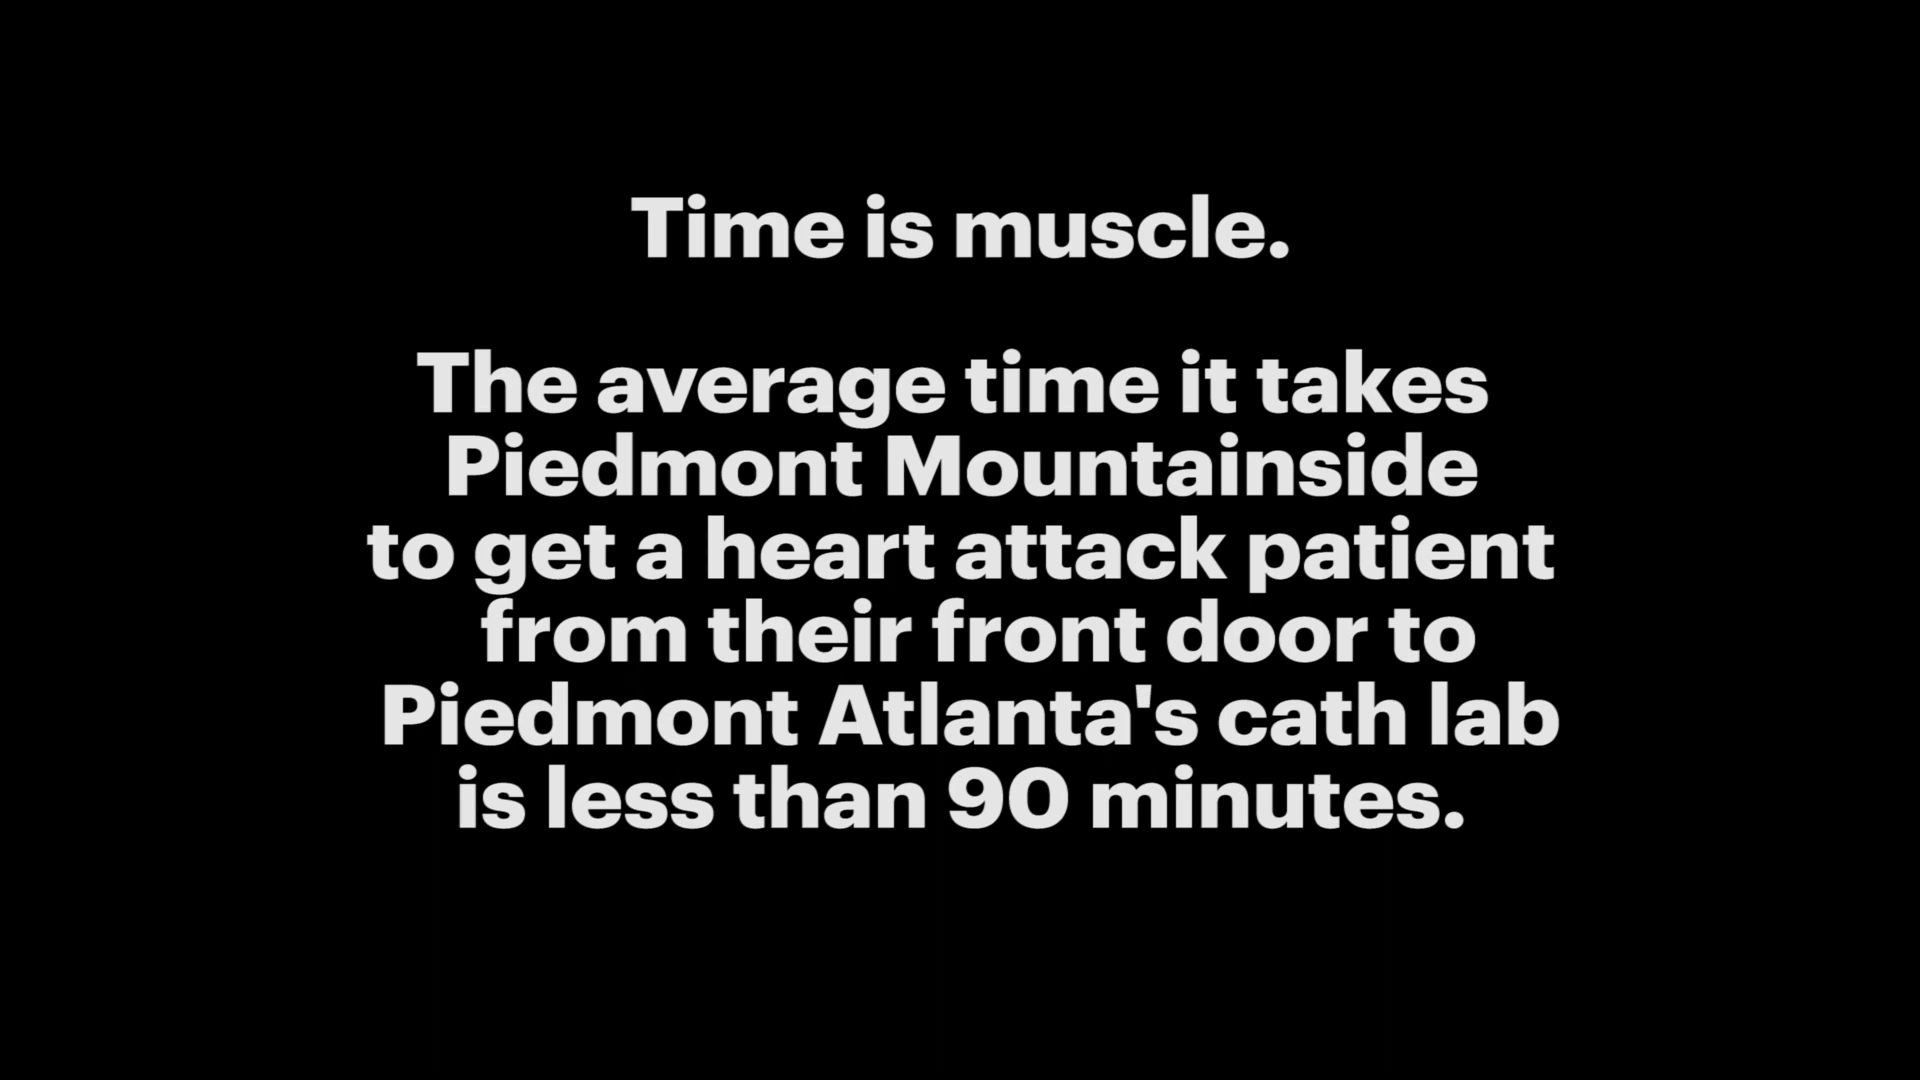 Time is muscle.
The average time it takes
Piedmont Mountainside
to get a heart attack patient
from their front door to
Piedmont Atlanta's cath lab
is less than 90 minutes.